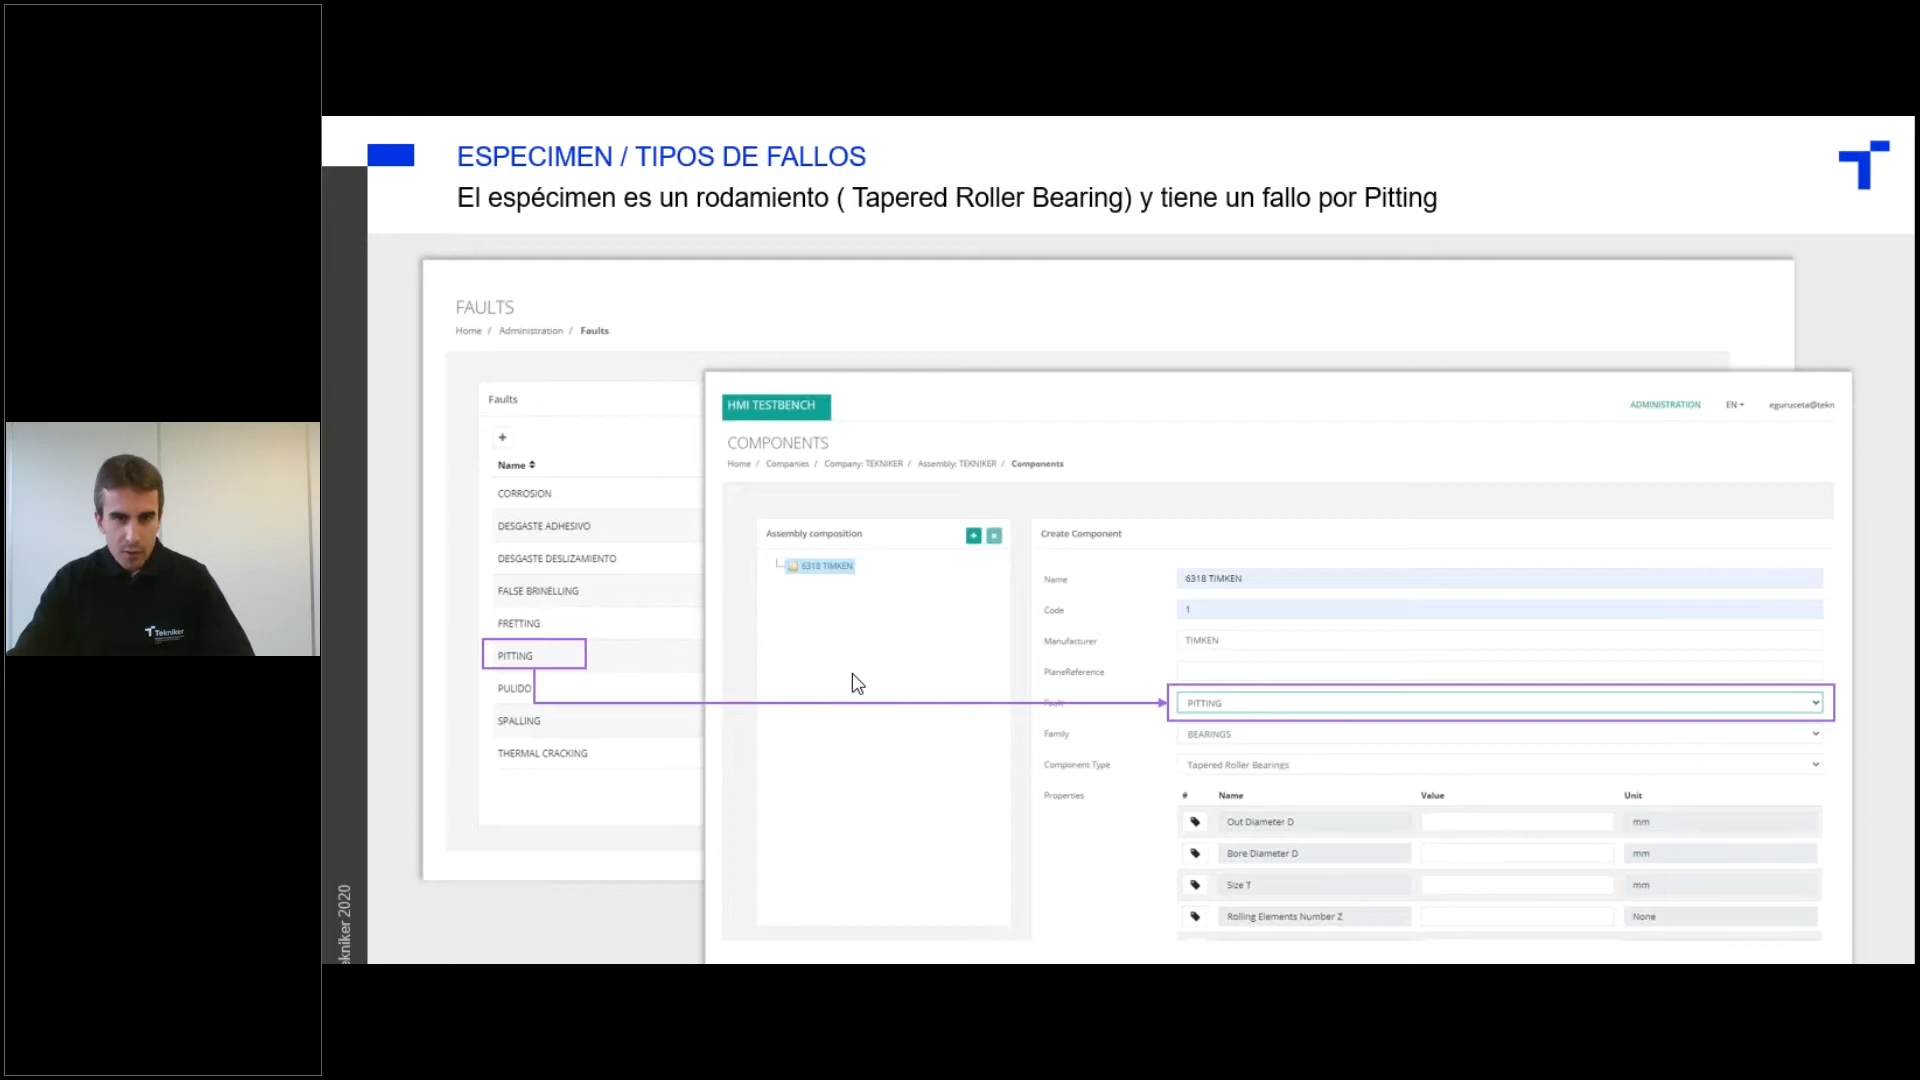 ESPECIMEN / TIPOS DE FALLOS
El espécimen es un rodamiento ( Tapered Roller Bearing) y tiene un fallo por Pitting
FAULTS
Home / Administration / Faults
Faults
+
Name
CORROSION
DESGASTE ADHESIVO
DESGASTE DESLIZAMIENTO
FALSE BRINELLING
FRETTING
PITTING
PULIDO
SPALLING
THERMAL CRACKING
HMI TESTBENCH
ADMINISTRATION EN eguruceta@tekn
COMPONENTS
Home / Companies / Company: TEKNIKER / Assembly: TEKNIKER / Components
Assembly composition
6318 TIMKEN
Create Component
Name 6318 TIMKEN
Code 1
Manufacturer TIMKEN
PlaneReference
Fault PITTING
Family BEARINGS
Component Type Tapered Roller Bearings
Properties # Name Value Unit
Out Diameter D mm
Bore Diameter D mm
Size T mm
Rolling Elements Number Z None
ekniker 2020
Tekniker